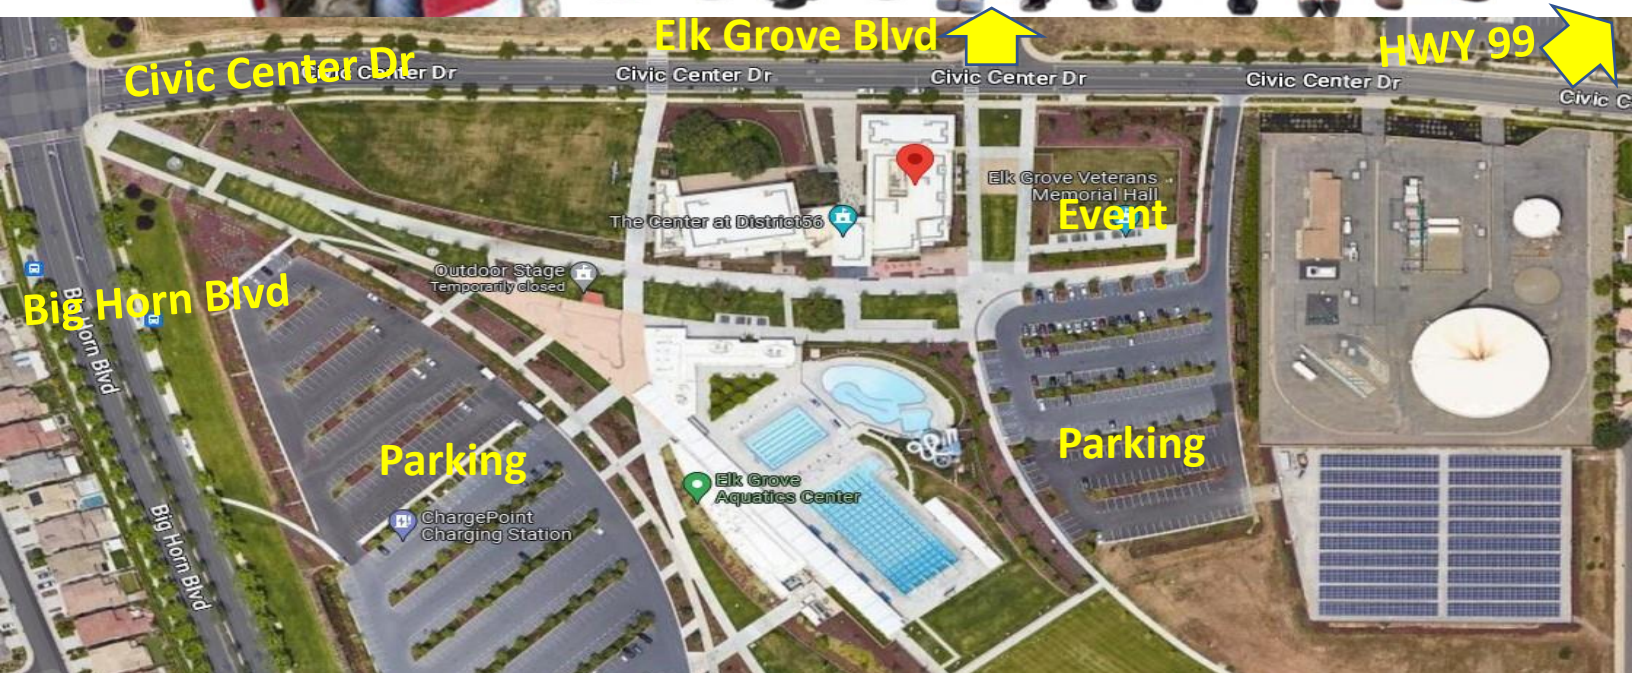 Elk Grove Blvd
HWY 99
Civic Center Dr
Civic Center Dr
Civic Center Dr
Civic Center Dr
Civic Center Dr
Civic C
Elk Grove Veterans
Memorial Hall
Event
The Center at District56
Outdoor Stage
Temporarily closed
Big Horn Blvd
Big Horn Blvd
Parking
Parking
Elk Grove
Aquatics Center
ChargePoint
Charging Station
Big Horn Blvd